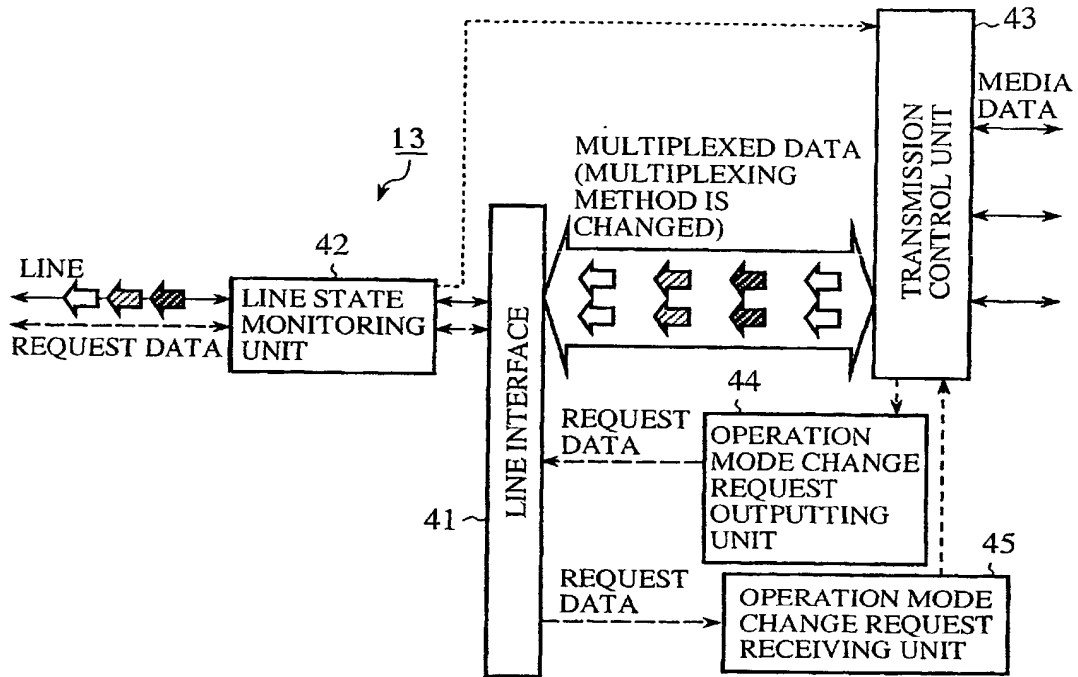 43
MEDIA
DATA
TRANSMISSION
CONTROL UNIT
13
MULTIPLEXED DATA
(MULTIPLEXING
METHOD IS
CHANGED)
42
LINE
LINE STATE
MONITORING
UNIT
REQUEST DATA
LINE INTERFACE
41
44
REQUEST
DATA
OPERATION
MODE CHANGE
REQUEST
OUTPUTTING
UNIT
45
REQUEST
DATA
OPERATION MODE
CHANGE REQUEST
RECEIVING UNIT